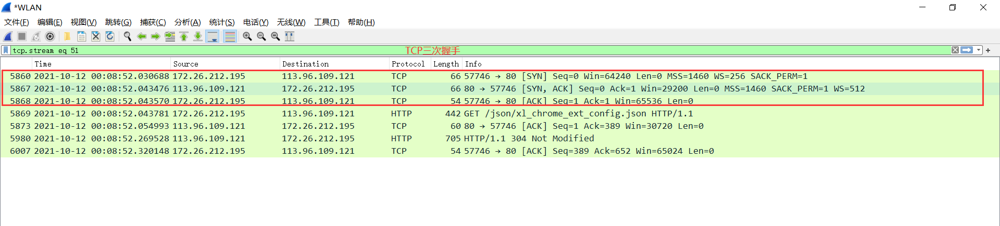 *WLAN
文件(F) 编辑(E) 视图(V) 跳转(G) 捕获(C) 分析(A) 统计(S) 电话(Y) 无线(W) 工具(T) 帮助(H)
tcp.stream eq 51 TCP三次握手
Time Source Destination Protocol Length Info
5860 2021-10-12 00:08:52.030688 172.26.212.195 113.96.109.121 TCP 66 57746 → 80 [SYN] Seq=0 Win=64240 Len=0 MSS=1460 WS=256 SACK_PERM=1
5867 2021-10-12 00:08:52.043476 113.96.109.121 172.26.212.195 TCP 66 80 → 57746 [SYN, ACK] Seq=0 Ack=1 Win=29200 Len=0 MSS=1460 SACK_PERM=1 WS=512
5868 2021-10-12 00:08:52.043570 172.26.212.195 113.96.109.121 TCP 54 57746 → 80 [ACK] Seq=1 Ack=1 Win=65536 Len=0
5869 2021-10-12 00:08:52.043781 172.26.212.195 113.96.109.121 HTTP 442 GET /json/xl_chrome_ext_config.json HTTP/1.1
5873 2021-10-12 00:08:52.054993 113.96.109.121 172.26.212.195 TCP 60 80 → 57746 [ACK] Seq=1 Ack=389 Win=30720 Len=0
5980 2021-10-12 00:08:52.269528 113.96.109.121 172.26.212.195 HTTP 705 HTTP/1.1 304 Not Modified
6007 2021-10-12 00:08:52.320148 172.26.212.195 113.96.109.121 TCP 54 57746 → 80 [ACK] Seq=389 Ack=652 Win=65024 Len=0